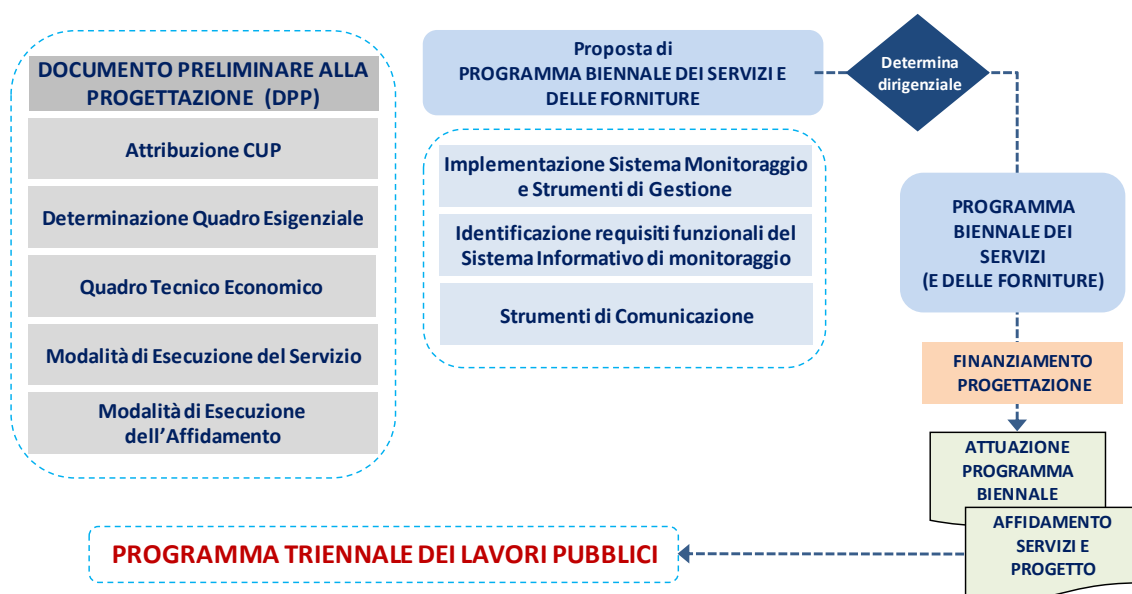 DOCUMENTO PRELIMINARE ALLA
PROGETTAZIONE (DPP)
Attribuzione CUP
Determinazione Quadro Esigenziale
Quadro Tecnico Economico
Modalità di Esecuzione del Servizio
Modalità di Esecuzione
dell'Affidamento
Proposta di
PROGRAMMA BIENNALE DEI SERVIZI E
DELLE FORNITURE
Implementazione Sistema Monitoraggio
e Strumenti di Gestione
Identificazione requisiti funzionali del
Sistema Informativo di monitoraggio
Strumenti di Comunicazione
Determina
dirigenziale
PROGRAMMA
BIENNALE DEI
SERVIZI
(E DELLE FORNITURE)
FINANZIAMENTO
PROGETTAZIONE
ATTUAZIONE
PROGRAMMA
BIENNALE
AFFIDAMENTO
SERVIZI E
PROGETTO
PROGRAMMA TRIENNALE DEI LAVORI PUBBLICI